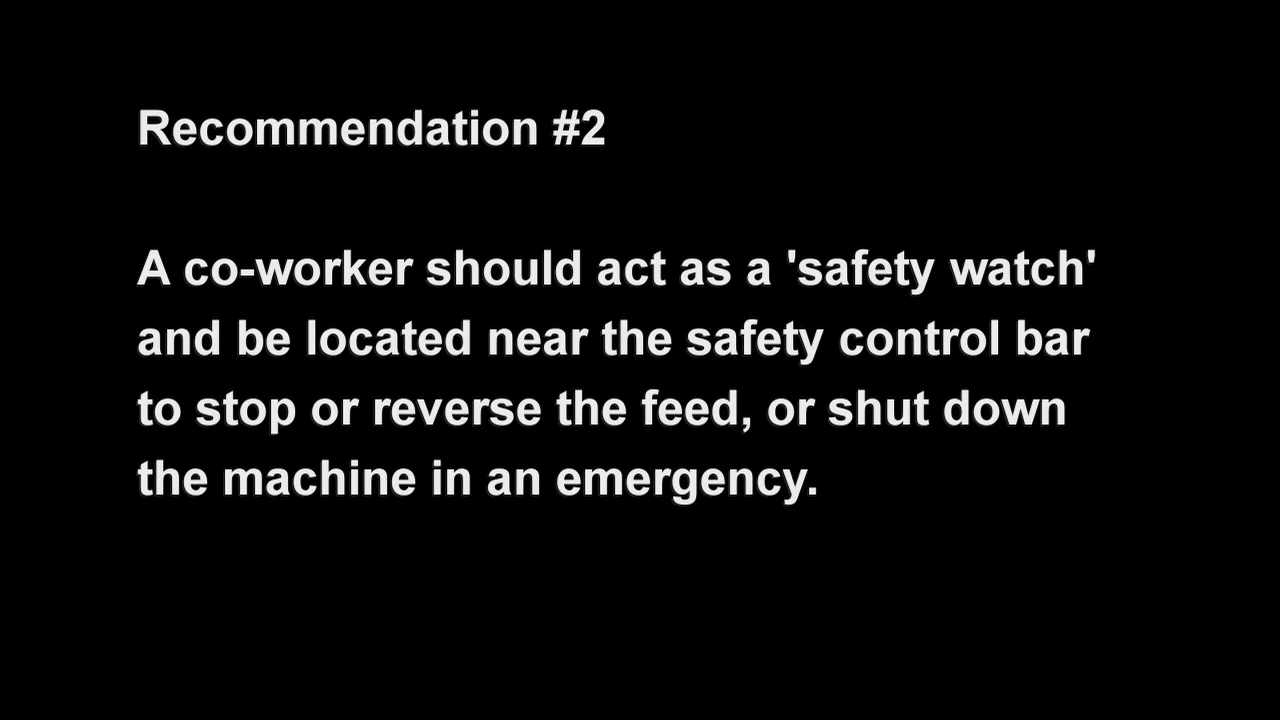 Recommendation #2
A co-worker should act as a 'safety watch'
and be located near the safety control bar
to stop or reverse the feed, or shut down
the machine in an emergency.